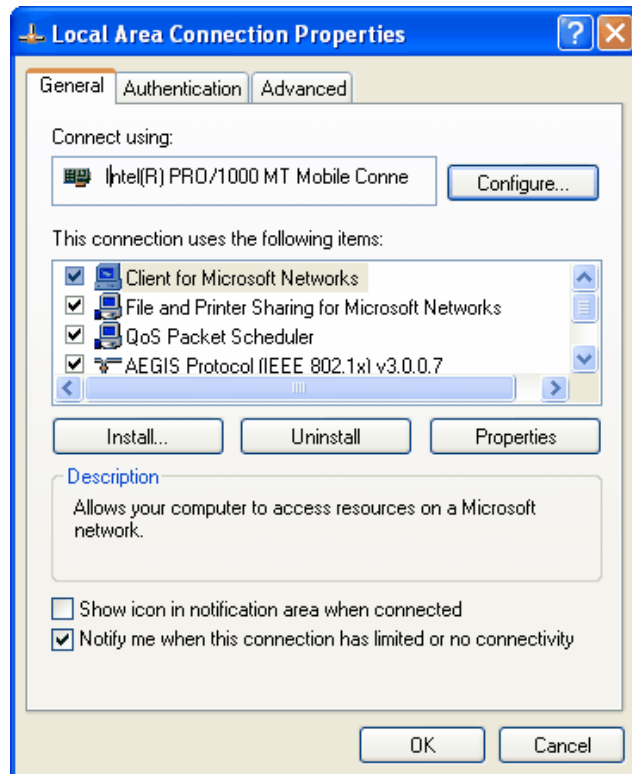 Local Area Connection Properties
General Authentication Advanced
Connect using:
Intel(R) PRO/1000 MT Mobile Conne
Configure...
This connection uses the following items:
Client for Microsoft Networks
File and Printer Sharing for Microsoft Networks
QoS Packet Scheduler
AEGIS Protocol (IEEE 802.1x) v3.0.0.7
Install... Uninstall Properties
Description
Allows your computer to access resources on a Microsoft
network.
Show icon in notification area when connected
Notify me when this connection has limited or no connectivity
OK Cancel